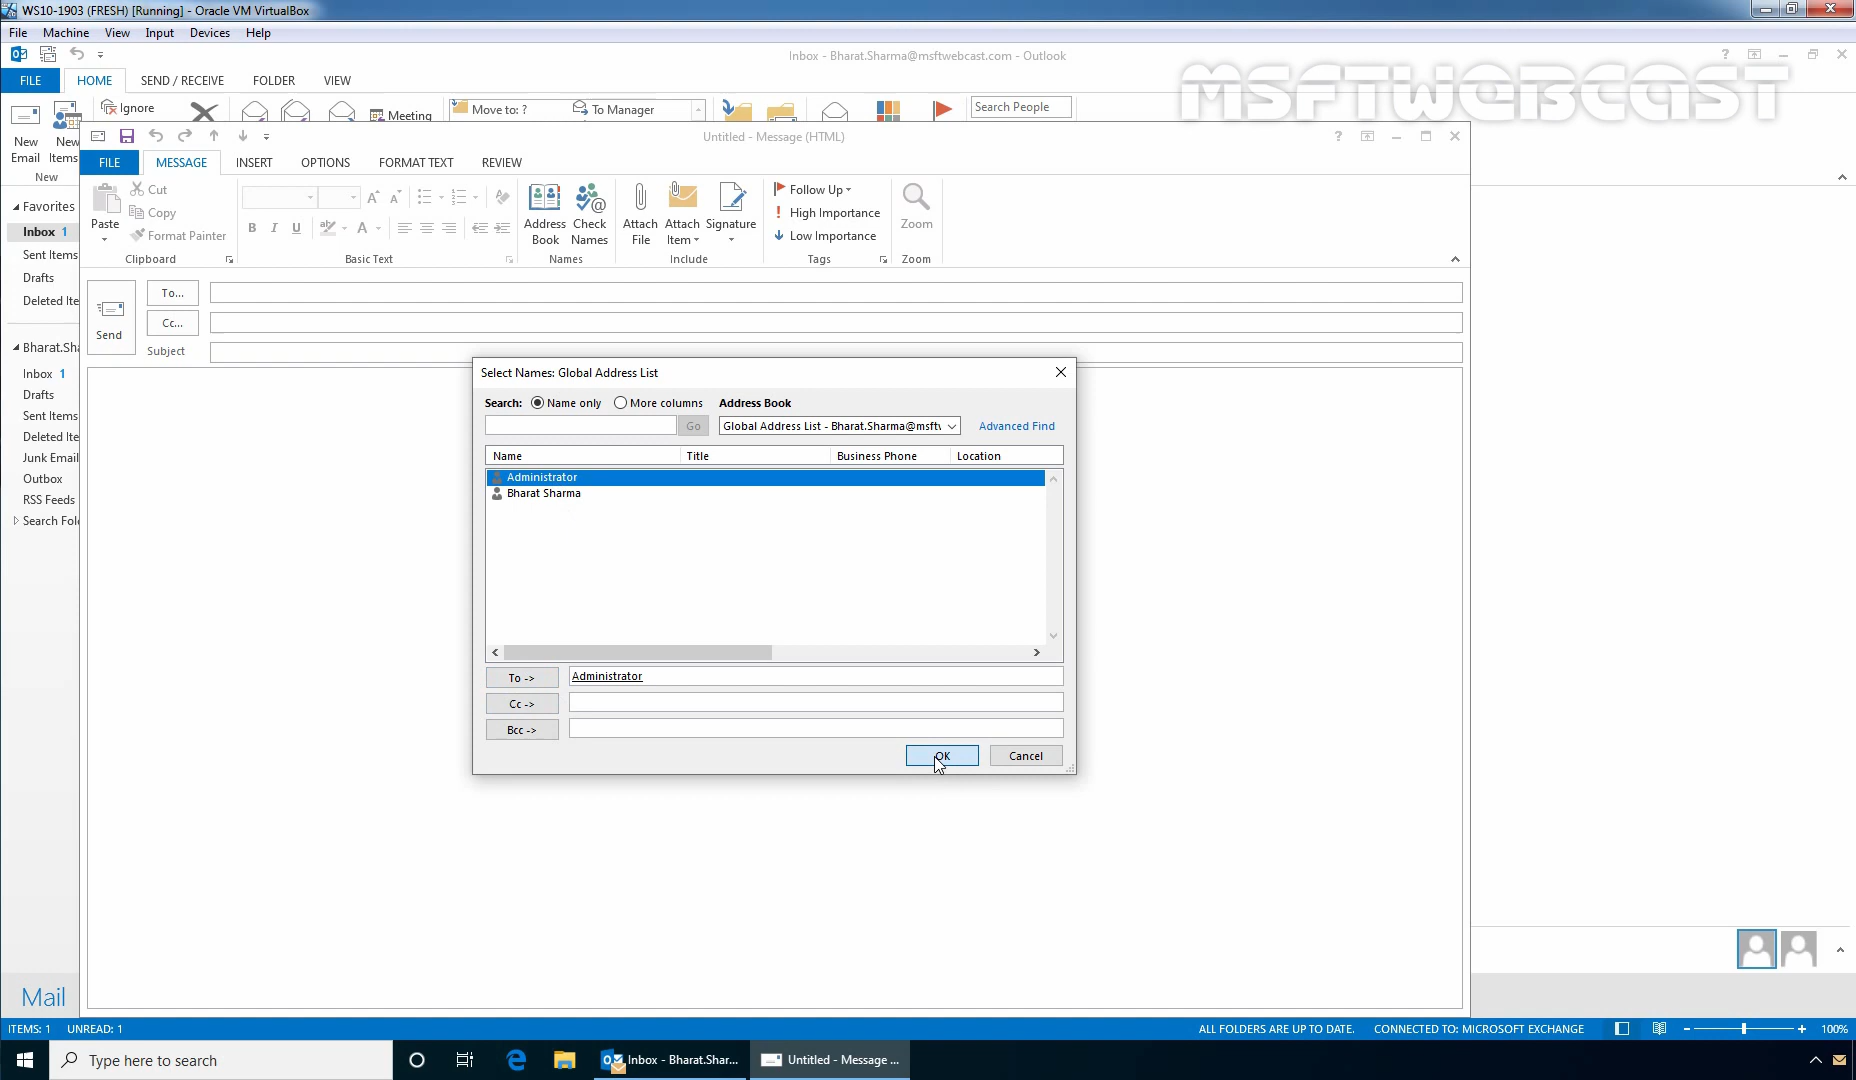 WS10-1903 (FRESH) [Running] - Oracle VM VirtualBox
File Machine View Input Devices Help
Inbox - Bharat.Sharma@msftwebcast.com - Outlook
FILE HOME SEND / RECEIVE FOLDER VIEW
MSFTWEBCAST
Ignore Meeting Move to: ? To Manager Search People
New Email New Items
New
Untitled - Message (HTML)
FILE MESSAGE INSERT OPTIONS FORMAT TEXT REVIEW
Paste Cut Copy Format Painter
B I U
Address Book Check Names Attach File Attach Item Signature
Follow Up
High Importance
Low Importance
Zoom
Clipboard Basic Text Names Include Tags Zoom
Favorites
Inbox 1
Sent Items
Drafts
Deleted Ite
Bharat.Sha
Inbox 1
Drafts
Sent Items
Deleted Ite
Junk Email
Outbox
RSS Feeds
Search Fol
Send
To...
Cc...
Subject
Select Names: Global Address List
Search: Name only More columns Address Book
Go Global Address List - Bharat.Sharma@msftv Advanced Find
Name Title Business Phone Location
Administrator
Bharat Sharma
To -> Administrator
Cc ->
Bcc ->
OK Cancel
Mail
ITEMS: 1 UNREAD: 1 ALL FOLDERS ARE UP TO DATE. CONNECTED TO: MICROSOFT EXCHANGE 100%
Type here to search Inbox - Bharat.Shar... Untitled - Message ...